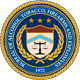 BUREAU OF ALCOHOL, TOBACCO, FIREARMS AND EXPLOSIVES
1972